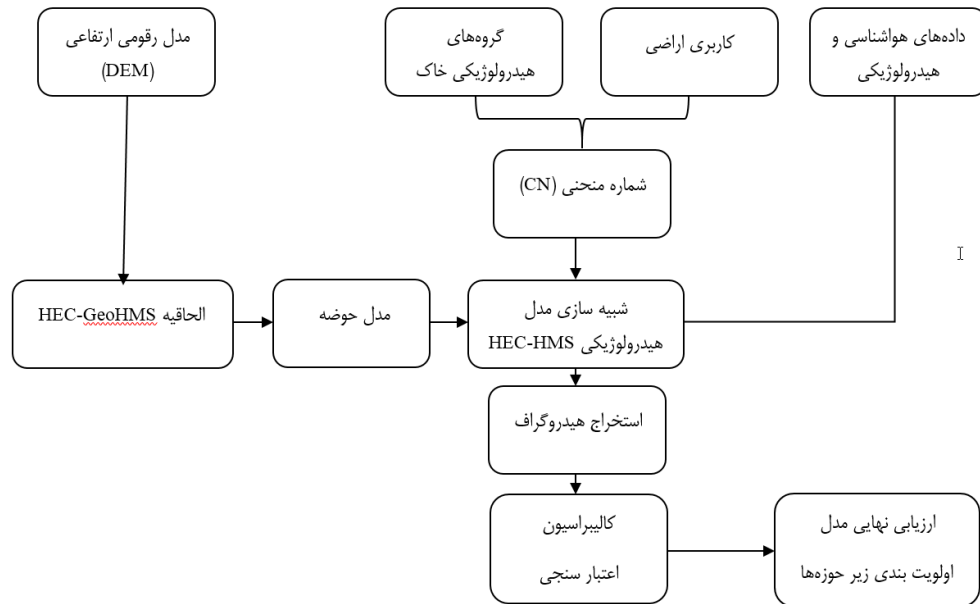 مدل رقومی ارتفاعی
(DEM)
گروه‌های
هیدرولوژیکی خاک
کاربری اراضی
داده‌های هواشناسی و
هیدرولوژیکی
شماره منحنی (CN)
الحاقیه HEC-GeoHMS
مدل حوضه
شبیه سازی مدل
هیدرولوژیکی HEC-HMS
استخراج هیدروگراف
کالیبراسیون
اعتبار سنجی
ارزیابی نهایی مدل
اولویت بندی زیر حوزه‌ها